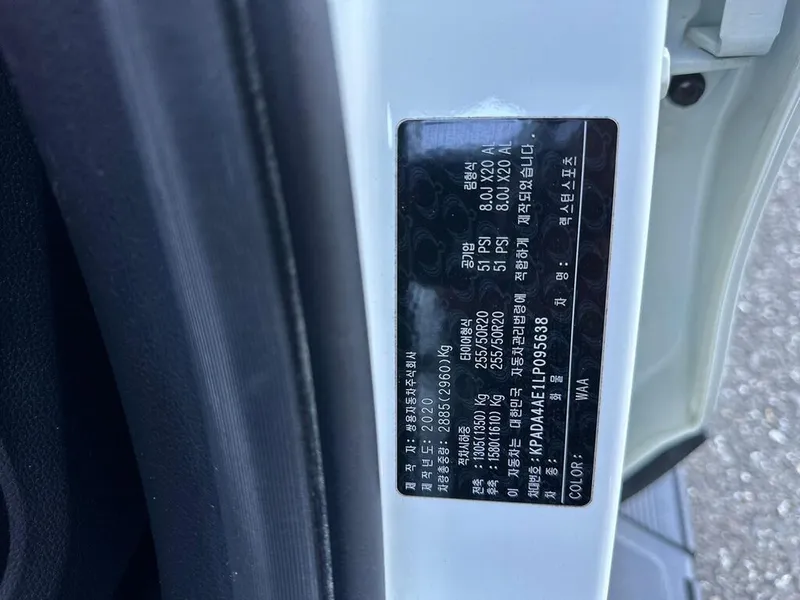 제 작 자: 쌍용자동차주식회사
제작년도: 2020
차량총중량: 2885(2960)Kg
적차시하중 타이어형식 공기압 림형식
전축: 1305(1350) Kg 255/50R20 51 PSI 8.0J X20 AL
후축: 1580(1610) Kg 255/50R20 51 PSI 8.0J X20 AL
이 자동차는 대한민국 자동차관리법령에 적합하게 제작되었습니다.
차대번호: KPADA4AE1LP095638
차 종: 화 물 차 명: 렉스턴스포츠
COLOR: WAA